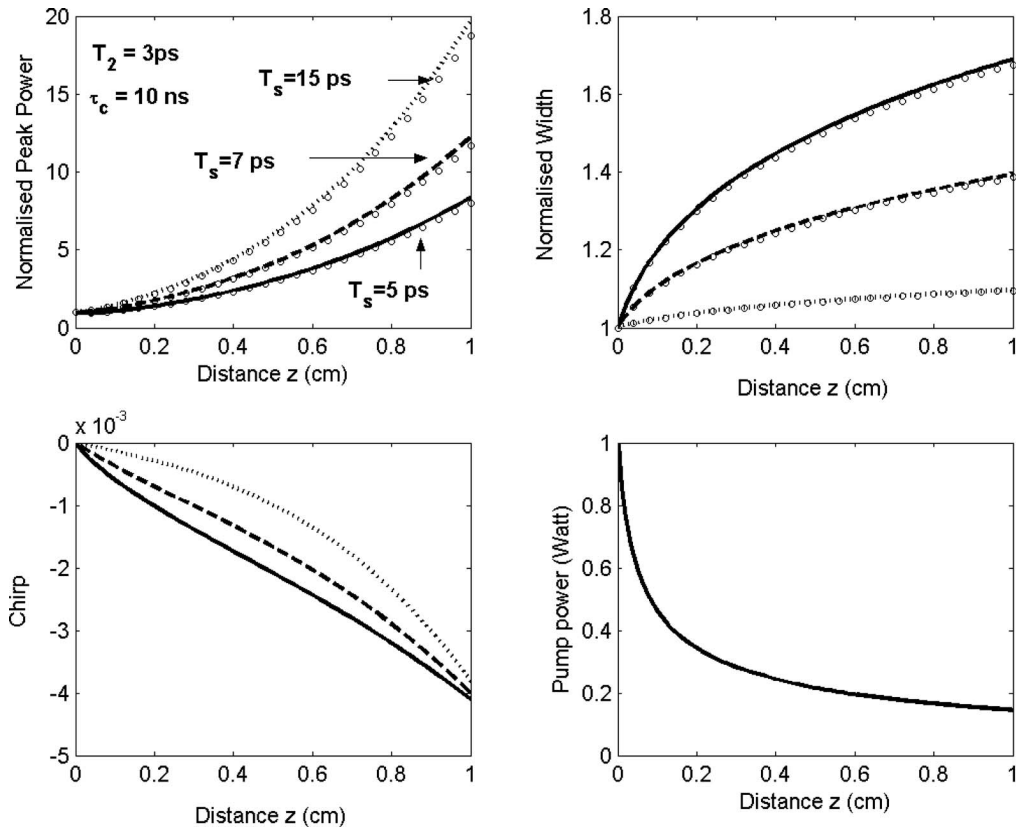 Normalised Peak Power
20
15
10
5
0
T2 = 3ps
τc = 10 ns
Ts=15 ps
Ts=7 ps
Ts=5 ps
0 0.2 0.4 0.6 0.8 1
Distance z (cm)
Normalised Width
1.8
1.6
1.4
1.2
1
0 0.2 0.4 0.6 0.8 1
Distance z (cm)
x 10-3
Chirp
0
-1
-2
-3
-4
-5
0 0.2 0.4 0.6 0.8 1
Distance z (cm)
Pump power (Watt)
1
0.8
0.6
0.4
0.2
0
0 0.2 0.4 0.6 0.8 1
Distance z (cm)